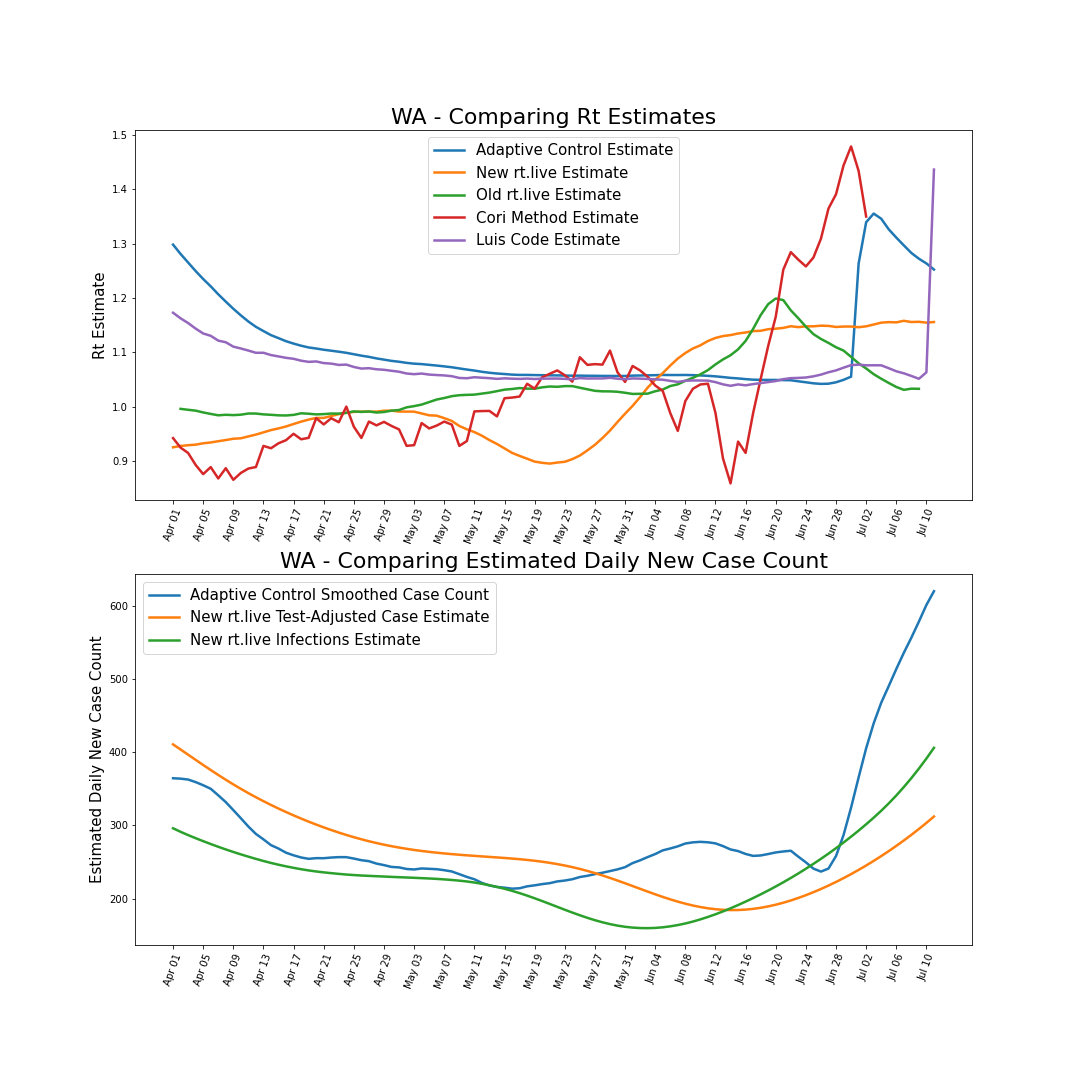 WA - Comparing Rt Estimates
Rt Estimate
1.5
1.4
1.3
1.2
1.1
1.0
0.9
Adaptive Control Estimate
New rt.live Estimate
Old rt.live Estimate
Cori Method Estimate
Luis Code Estimate
Apr 01 Apr 05 Apr 09 Apr 13 Apr 17 Apr 21 Apr 25 Apr 29 May 03 May 07 May 11 May 15 May 19 May 23 May 27 May 31 Jun 04 Jun 08 Jun 12 Jun 16 Jun 20 Jun 24 Jun 28 Jul 02 Jul 06 Jul 10
WA - Comparing Estimated Daily New Case Count
Estimated Daily New Case Count
600
500
400
300
200
Adaptive Control Smoothed Case Count
New rt.live Test-Adjusted Case Estimate
New rt.live Infections Estimate
Apr 01 Apr 05 Apr 09 Apr 13 Apr 17 Apr 21 Apr 25 Apr 29 May 03 May 07 May 11 May 15 May 19 May 23 May 27 May 31 Jun 04 Jun 08 Jun 12 Jun 16 Jun 20 Jun 24 Jun 28 Jul 02 Jul 06 Jul 10